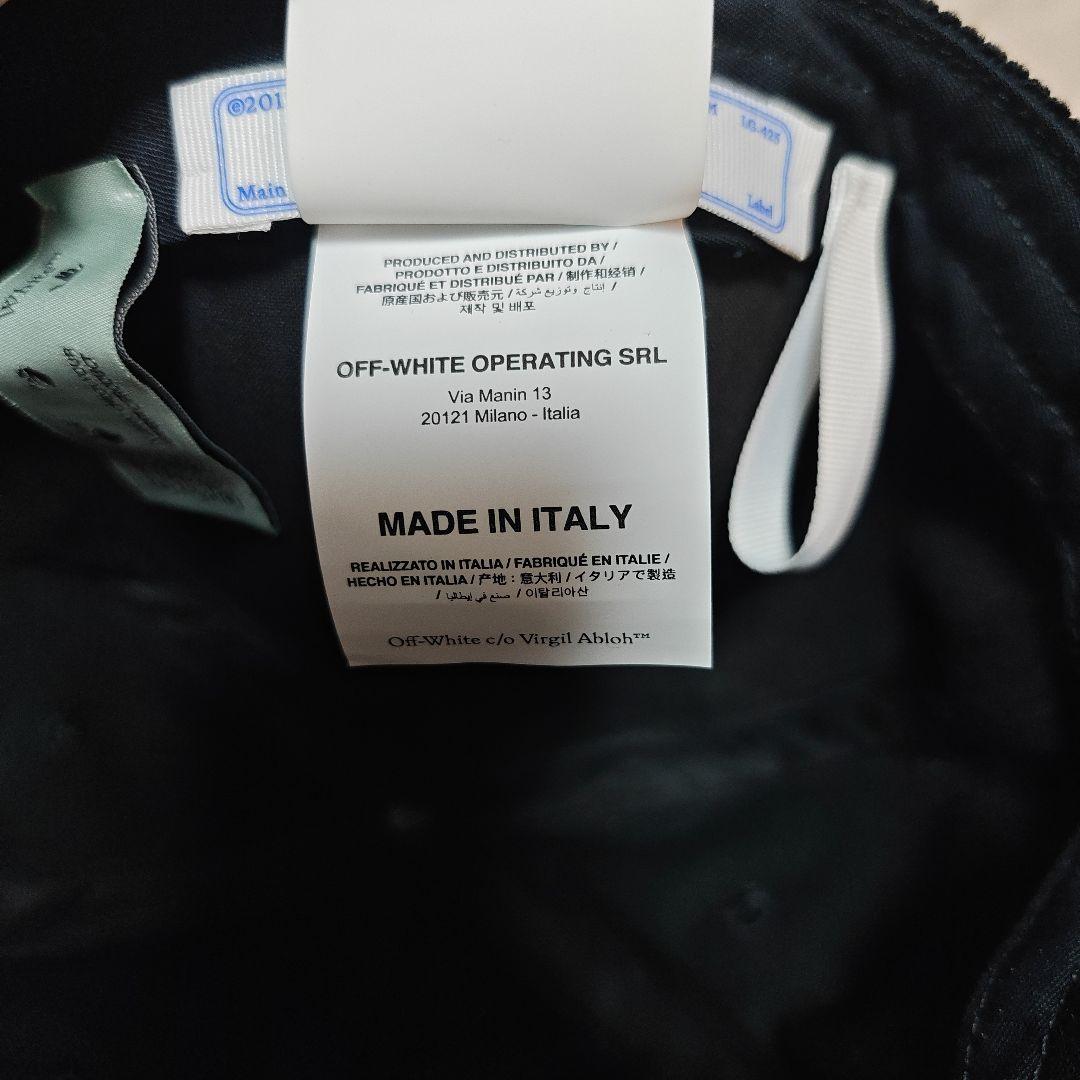 ©201
LG-425
Main
Label
PRODUCED AND DISTRIBUTED BY /
PRODOTTO E DISTRIBUITO DA /
FABRIQUÉ ET DISTRIBUÉ PAR / 制作和经销 /
原産国および販売元 / إنتاج وتوزيع شركة /
제작 및 배포
OFF-WHITE OPERATING SRL
Via Manin 13
20121 Milano - Italia
MADE IN ITALY
REALIZZATO IN ITALIA / FABRIQUÉ EN ITALIE /
HECHO EN ITALIA / 产地：意大利 / イタリアで製造
/ صنع في إيطاليا / 이탈리아산
Off-White c/o Virgil Abloh™